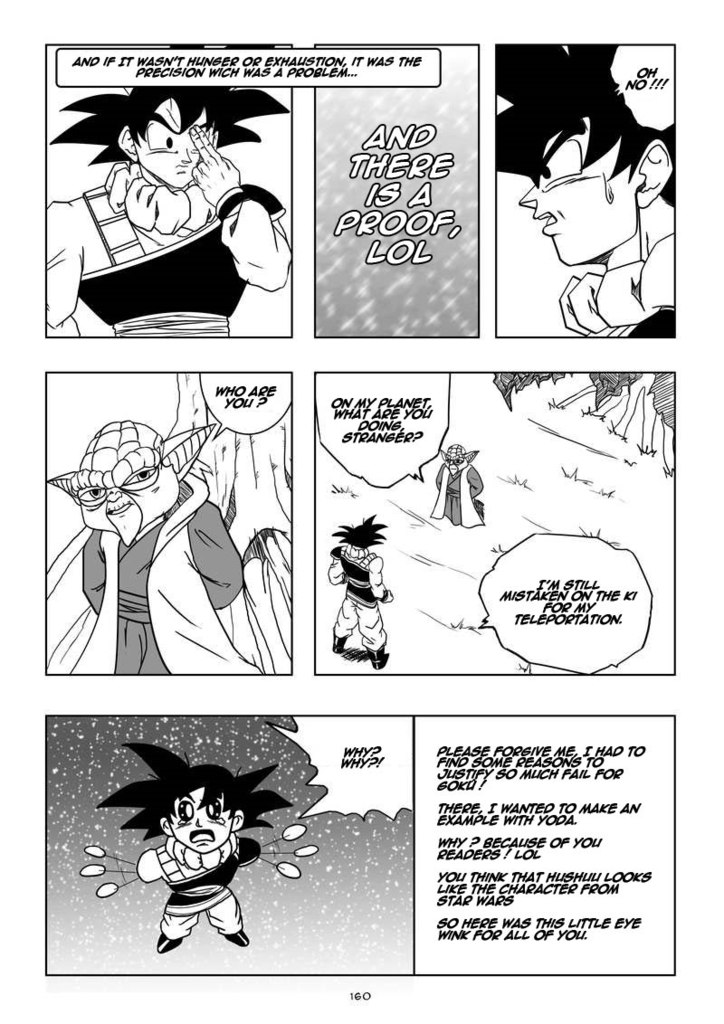 AND IF IT WASN'T HUNGER OR EXHAUSTION, IT WAS THE
PRECISION WICH WAS A PROBLEM...
AND
THERE
IS A
PROOF,
LOL
OH
NO !!!
WHO ARE
YOU ?
ON MY PLANET,
WHAT ARE YOU
DOING,
STRANGER?
I'M STILL
MISTAKEN ON THE KI
FOR MY
TELEPORTATION.
WHY?
WHY?!
PLEASE FORGIVE ME, I HAD TO
FIND SOME REASONS TO
JUSTIFY SO MUCH FAIL FOR
GOKU !
THERE, I WANTED TO MAKE AN
EXAMPLE WITH YODA.
WHY ? BECAUSE OF YOU
READERS ! LOL
YOU THINK THAT HUSHUU LOOKS
LIKE THE CHARACTER FROM
STAR WARS
SO HERE WAS THIS LITTLE EYE
WINK FOR ALL OF YOU.
160